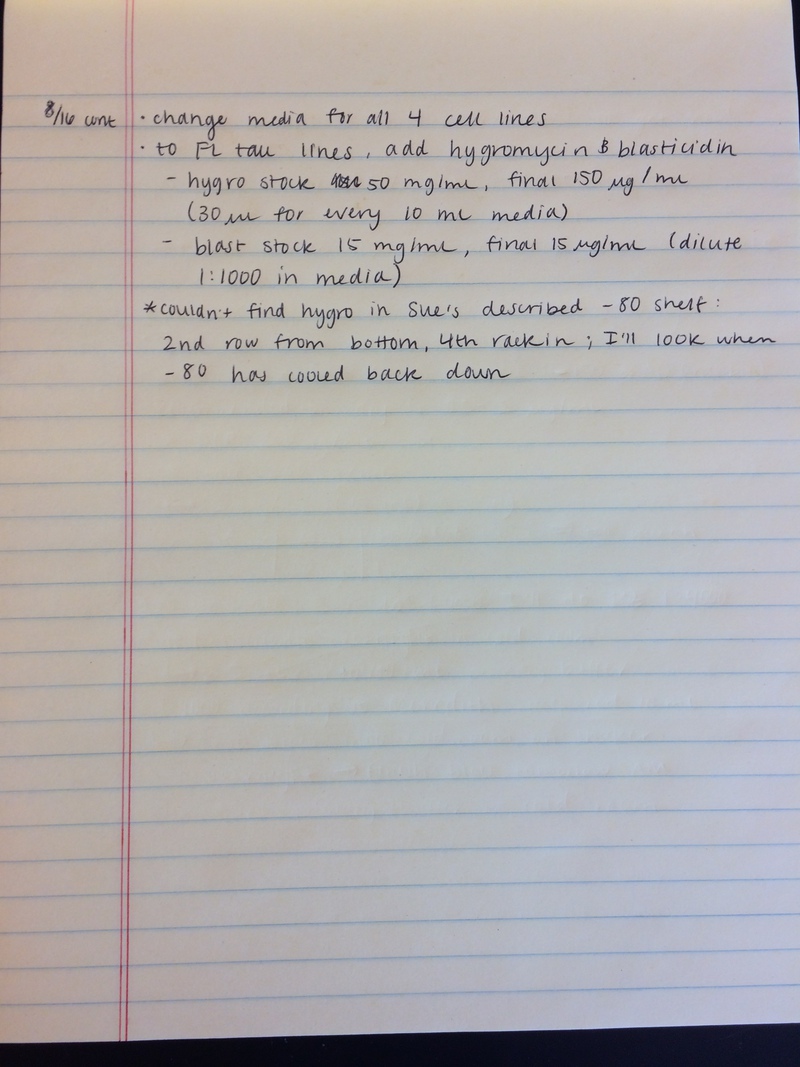 8/16 cont · change media for all 4 cell lines
· to FL tau lines, add hygromycin & blasticidin
- hygro stock 50 mg/mL, final 150 µg/mL
(30 µL for every 10 mL media)
- blast stock 15 mg/mL, final 15 µg/mL (dilute
1:1000 in media)
*couldn't find hygro in Sue's described -80 shelf:
2nd row from bottom, 4th rack in; I'll look when
-80 has cooled back down